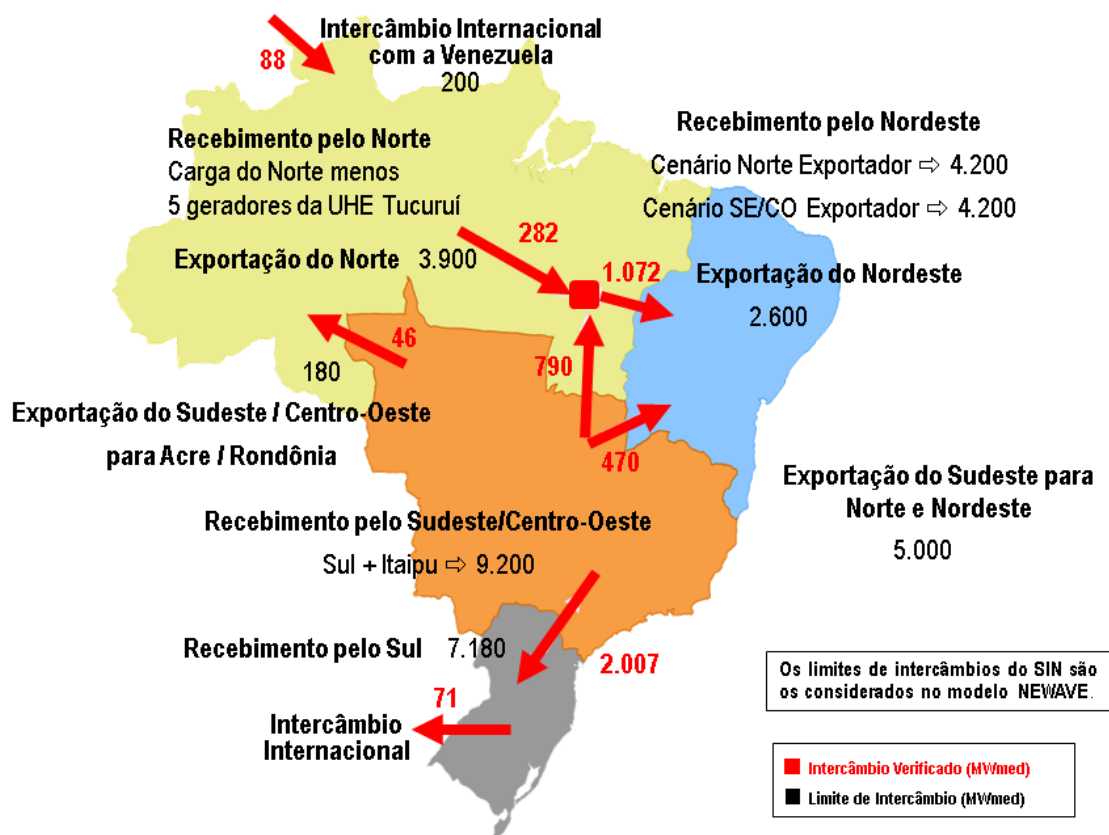 Intercâmbio Internacional
com a Venezuela
200
88
Recebimento pelo Norte
Carga do Norte menos
5 geradores da UHE Tucuruí
Recebimento pelo Nordeste
Cenário Norte Exportador ⇨ 4.200
Cenário SE/CO Exportador ⇨ 4.200
282
Exportação do Norte 3.900
1.072
Exportação do Nordeste
2.600
46
790
180
Exportação do Sudeste / Centro-Oeste
para Acre / Rondônia
470
Exportação do Sudeste para
Norte e Nordeste
5.000
Recebimento pelo Sudeste/Centro-Oeste
Sul + Itaipu ⇨ 9.200
Recebimento pelo Sul 7.180
2.007
71
Intercâmbio
Internacional
Os limites de intercâmbios do SIN são
os considerados no modelo NEWAVE.
Intercâmbio Verificado (MWmed)
Limite de Intercâmbio (MWmed)